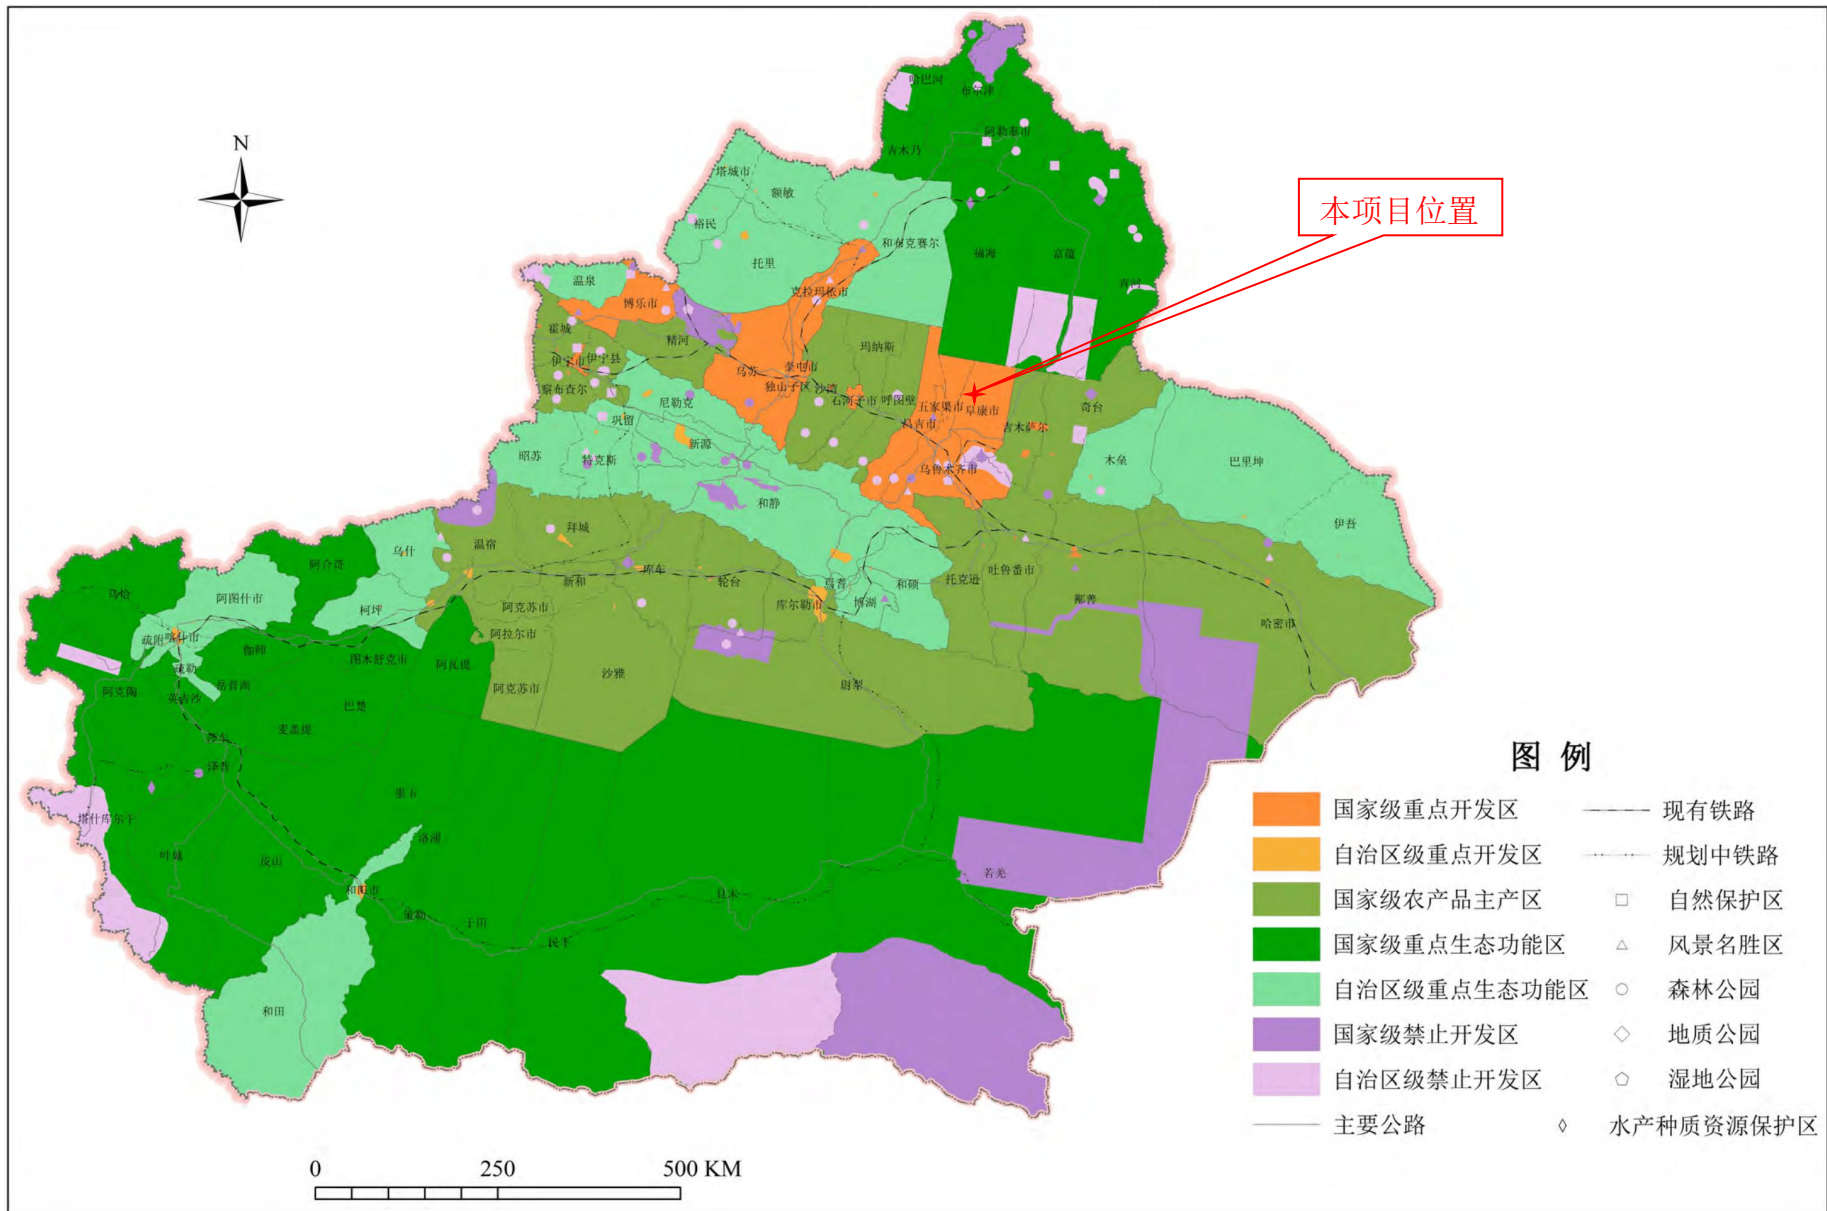 N
哈巴河
布尔津
阿勒泰市
吉木乃
塔城市
额敏
裕民
和布克赛尔
托里
福海
富蕴
青河
本项目位置
温泉
博乐市
克拉玛依市
霍城
精河
玛纳斯
伊宁市
伊宁县
乌苏
奎屯市
独山子区
沙湾
石河子市
呼图壁
五家渠市
阜康市
昌吉市
察布查尔
尼勒克
巩留
吉木萨尔
奇台
新源
昭苏
特克斯
乌鲁木齐市
木垒
巴里坤
和静
伊吾
拜城
温宿
乌什
阿合奇
新和
库车
轮台
焉耆
和硕
托克逊
吐鲁番市
乌恰
阿图什市
柯坪
阿克苏市
库尔勒市
博湖
鄯善
哈密市
疏附
喀什市
伽师
图木舒克市
阿瓦提
阿拉尔市
疏勒
岳普湖
阿克陶
英吉沙
巴楚
阿克苏市
沙雅
尉犁
麦盖提
莎车
泽普
墨玉
塔什库尔干
洛浦
叶城
皮山
和田市
策勒
于田
民丰
且末
若羌
和田
图 例
国家级重点开发区
现有铁路
自治区级重点开发区
规划中铁路
国家级农产品主产区
自然保护区
国家级重点生态功能区
风景名胜区
自治区级重点生态功能区
森林公园
国家级禁止开发区
地质公园
自治区级禁止开发区
湿地公园
主要公路
水产种质资源保护区
0 250 500 KM